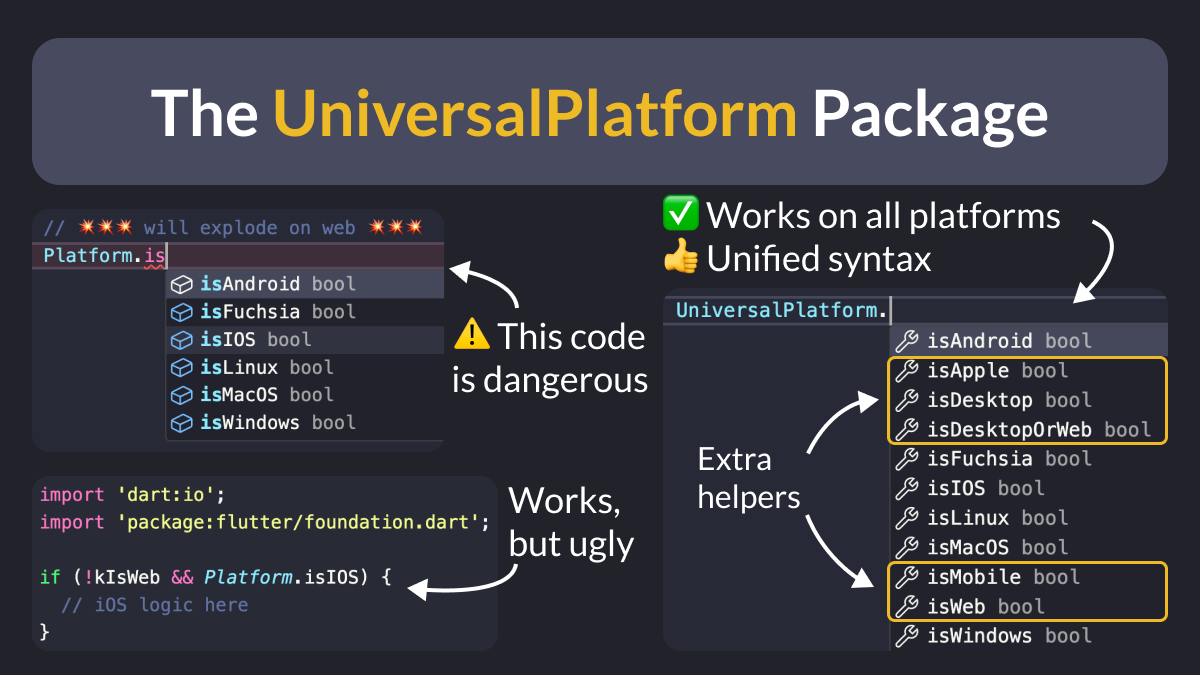 The UniversalPlatform Package
// 💥💥💥 will explode on web 💥💥💥
Platform.is
isAndroid bool
isFuchsia bool
isIOS bool
isLinux bool
isMacOS bool
isWindows bool
⚠️ This code
is dangerous
import 'dart:io';
import 'package:flutter/foundation.dart';
if (!kIsWeb && Platform.isIOS) {
// iOS logic here
}
Works,
but ugly
✅ Works on all platforms
👍 Unified syntax
UniversalPlatform.
isAndroid bool
isApple bool
isDesktop bool
isDesktopOrWeb bool
isFuchsia bool
isIOS bool
isLinux bool
isMacOS bool
isMobile bool
isWeb bool
isWindows bool
Extra
helpers